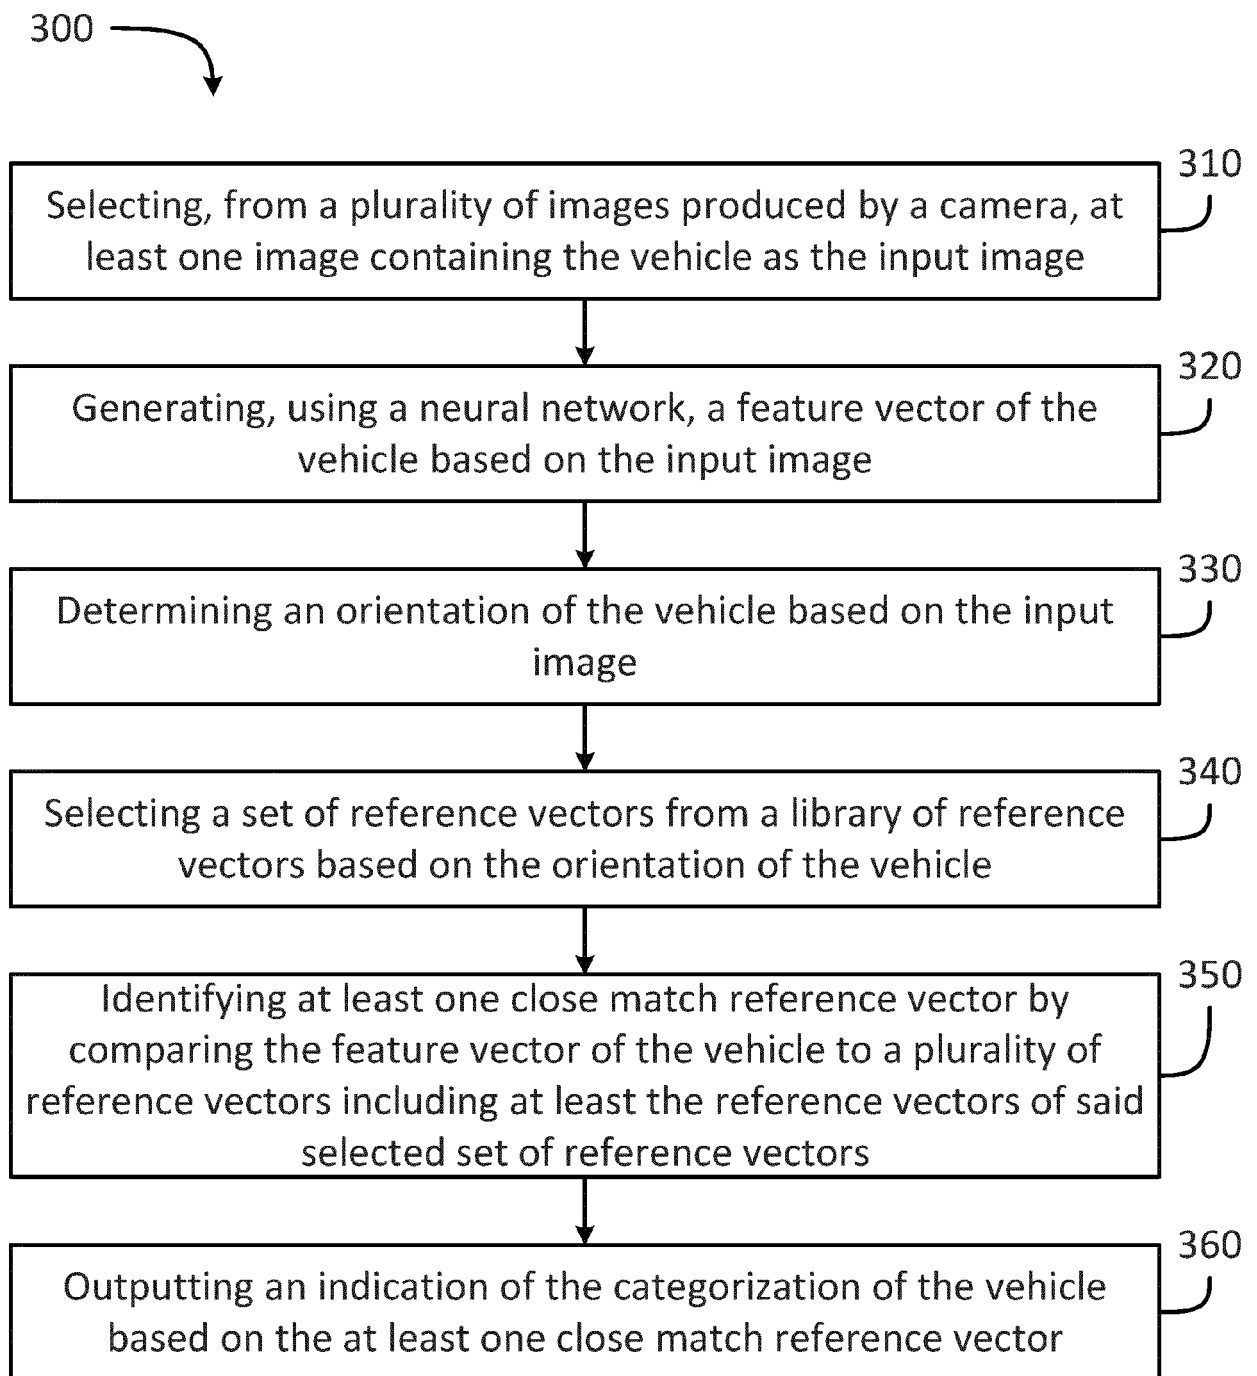 300
310
Selecting, from a plurality of images produced by a camera, at
least one image containing the vehicle as the input image
320
Generating, using a neural network, a feature vector of the
vehicle based on the input image
330
Determining an orientation of the vehicle based on the input
image
340
Selecting a set of reference vectors from a library of reference
vectors based on the orientation of the vehicle
350
Identifying at least one close match reference vector by
comparing the feature vector of the vehicle to a plurality of
reference vectors including at least the reference vectors of said
selected set of reference vectors
360
Outputting an indication of the categorization of the vehicle
based on the at least one close match reference vector